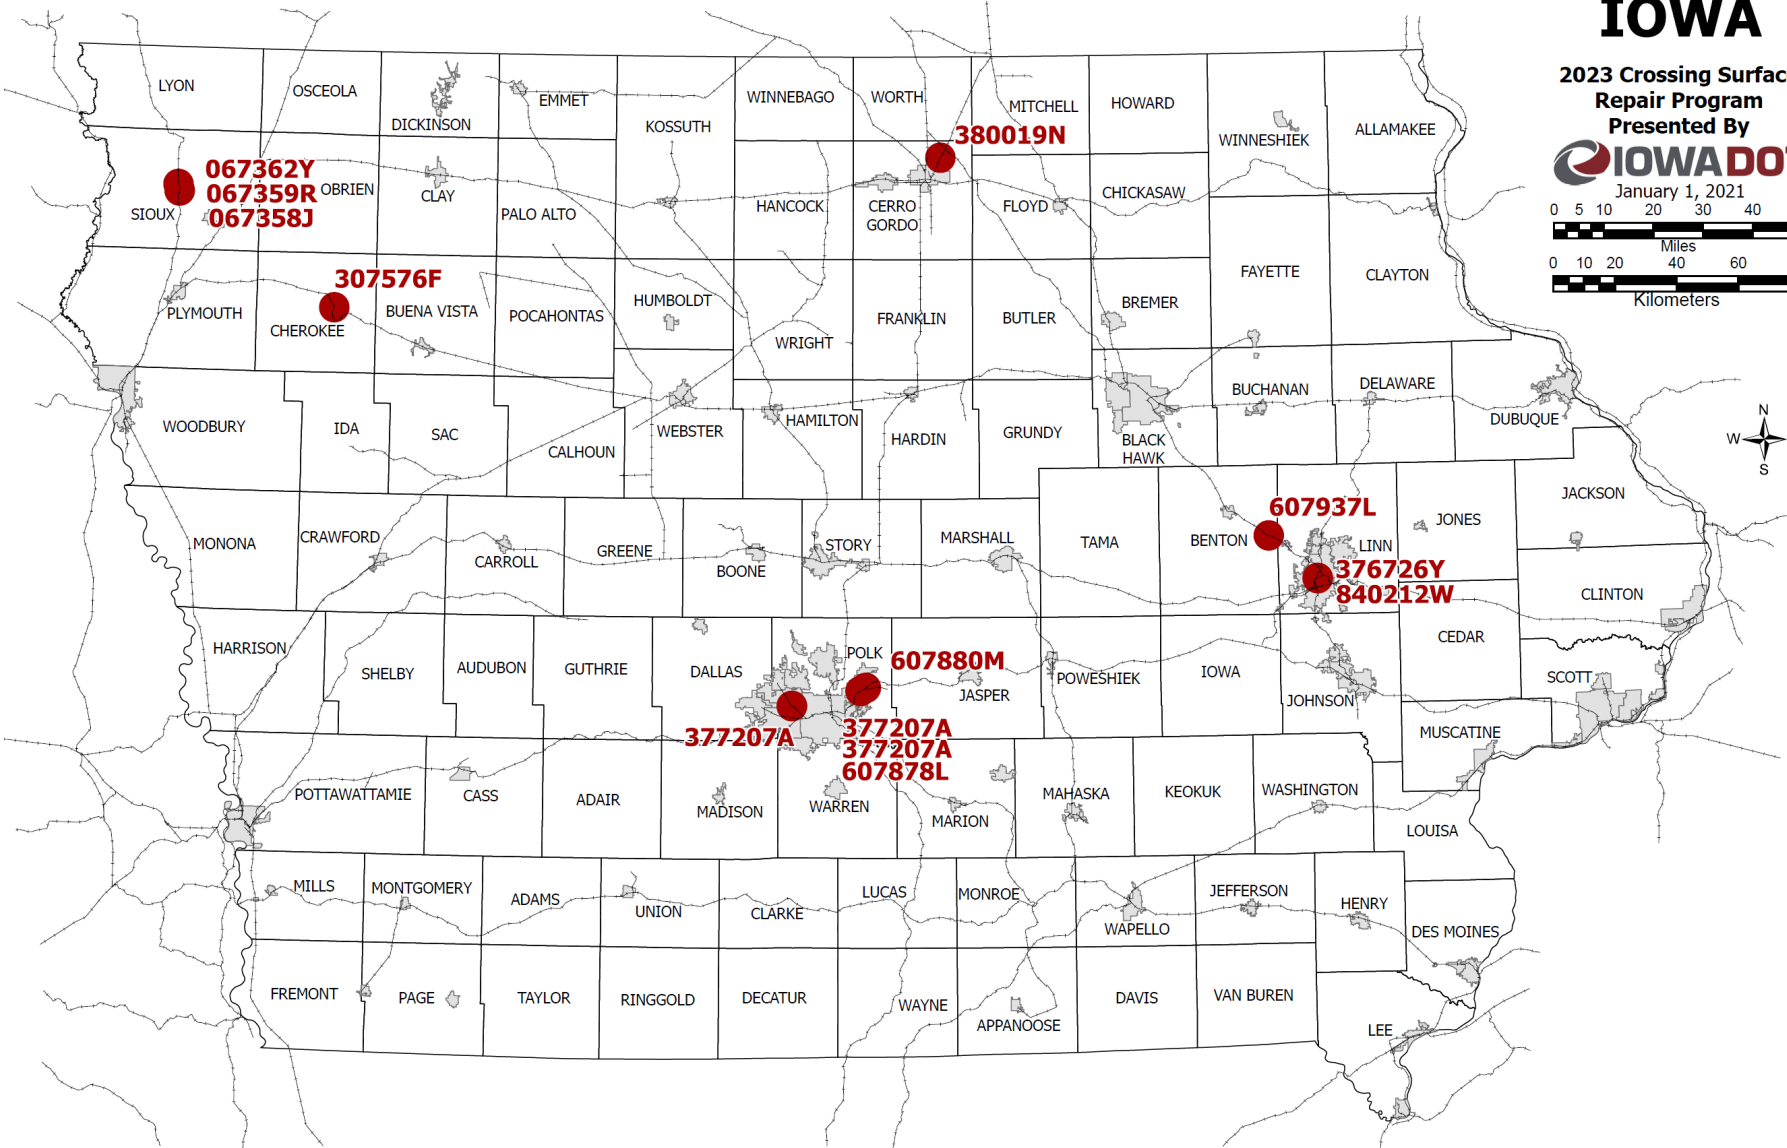 IOWA
2023 Crossing Surfac
Repair Program
Presented By
IOWADOT
January 1, 2021
0 5 10 20 30 40
Miles
0 10 20 40 60
Kilometers
N
W
S
LYON
OSCEOLA
DICKINSON
EMMET
KOSSUTH
WINNEBAGO
WORTH
MITCHELL
HOWARD
WINNESHIEK
ALLAMAKEE
380019N
067362Y
067359R
067358J
SIOUX
OBRIEN
CLAY
PALO ALTO
HANCOCK
CERRO
GORDO
FLOYD
CHICKASAW
307576F
PLYMOUTH
CHEROKEE
BUENA VISTA
POCAHONTAS
HUMBOLDT
WRIGHT
FRANKLIN
BUTLER
BREMER
FAYETTE
CLAYTON
WOODBURY
IDA
SAC
CALHOUN
WEBSTER
HAMILTON
HARDIN
GRUNDY
BLACK
HAWK
BUCHANAN
DELAWARE
DUBUQUE
MONONA
CRAWFORD
CARROLL
GREENE
BOONE
STORY
MARSHALL
TAMA
BENTON
607937L
LINN
376726Y
840212W
JONES
JACKSON
CLINTON
HARRISON
SHELBY
AUDUBON
GUTHRIE
DALLAS
POLK
607880M
JASPER
377207A
377207A
377207A
607878L
POWESHIEK
IOWA
JOHNSON
CEDAR
SCOTT
MUSCATINE
POTTAWATTAMIE
CASS
ADAIR
MADISON
WARREN
MARION
MAHASKA
KEOKUK
WASHINGTON
LOUISA
MILLS
MONTGOMERY
ADAMS
UNION
CLARKE
LUCAS
MONROE
WAPELLO
JEFFERSON
HENRY
DES MOINES
FREMONT
PAGE
TAYLOR
RINGGOLD
DECATUR
WAYNE
APPANOOSE
DAVIS
VAN BUREN
LEE